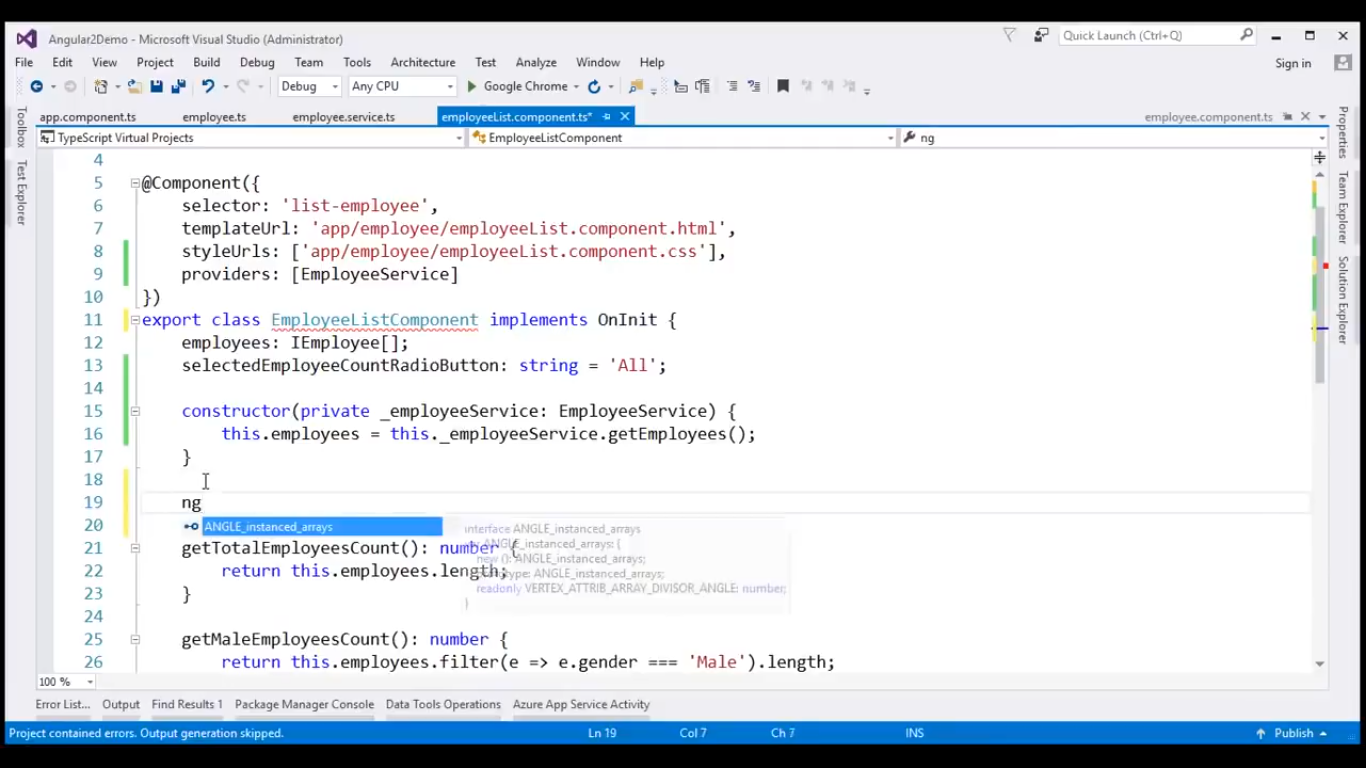 Angular2Demo - Microsoft Visual Studio (Administrator)
Quick Launch (Ctrl+Q)
File Edit View Project Build Debug Team Tools Architecture Test Analyze Window Help
Sign in
Debug Any CPU Google Chrome
app.component.ts employee.ts employee.service.ts employeeList.component.ts* employee.component.ts
TypeScript Virtual Projects EmployeeListComponent ng
Toolbox
Test Explorer
Properties
Team Explorer
Solution Explorer
4
5 @Component({
6 selector: 'list-employee',
7 templateUrl: 'app/employee/employeeList.component.html',
8 styleUrls: ['app/employee/employeeList.component.css'],
9 providers: [EmployeeService]
10 })
11 export class EmployeeListComponent implements OnInit {
12 employees: IEmployee[];
13 selectedEmployeeCountRadioButton: string = 'All';
14
15 constructor(private _employeeService: EmployeeService) {
16 this.employees = this._employeeService.getEmployees();
17 }
18
19 ng
20 ANGLE_instanced_arrays
interface ANGLE_instanced_arrays
ANGLE_instanced_arrays: {
new (): ANGLE_instanced_arrays;
ANGLE_instanced_arrays;
readonly VERTEX_ATTRIB_ARRAY_DIVISOR_ANGLE: number;
}
21 getTotalEmployeesCount(): number {
22 return this.employees.length;
23 }
24
25 getMaleEmployeesCount(): number {
26 return this.employees.filter(e => e.gender === 'Male').length;
100 %
Error List... Output Find Results 1 Package Manager Console Data Tools Operations Azure App Service Activity
Project contained errors. Output generation skipped. Ln 19 Col 7 Ch 7 INS Publish